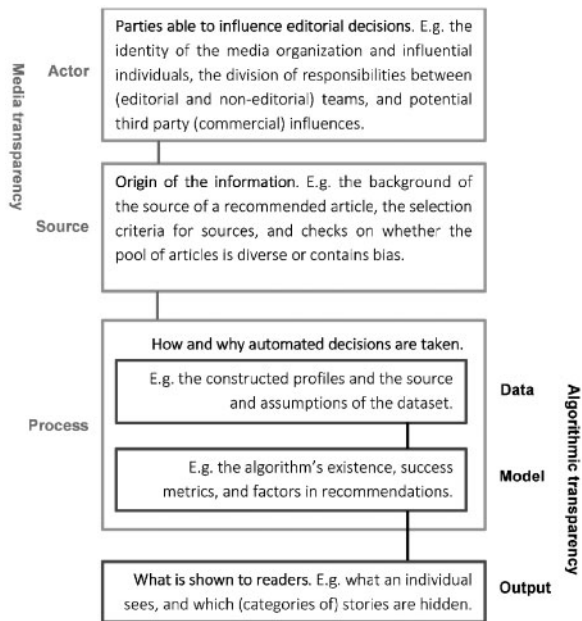 Media transparency
Actor
Parties able to influence editorial decisions. E.g. the
identity of the media organization and influential
individuals, the division of responsibilities between
(editorial and non-editorial) teams, and potential
third party (commercial) influences.
Source
Origin of the information. E.g. the background of
the source of a recommended article, the selection
criteria for sources, and checks on whether the
pool of articles is diverse or contains bias.
Process
How and why automated decisions are taken.
E.g. the constructed profiles and the source
and assumptions of the dataset.
Data
E.g. the algorithm's existence, success
metrics, and factors in recommendations.
Model
What is shown to readers. E.g. what an individual
sees, and which (categories of) stories are hidden.
Output
Algorithmic transparency